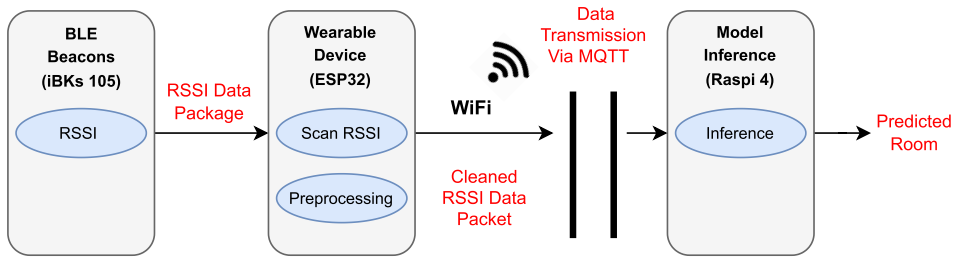 BLE
Beacons
(iBKs 105)
RSSI
RSSI Data
Package
Wearable
Device
(ESP32)
Scan RSSI
Preprocessing
WiFi
Cleaned
RSSI Data
Packet
Data
Transmission
Via MQTT
Model
Inference
(Raspi 4)
Inference
Predicted
Room